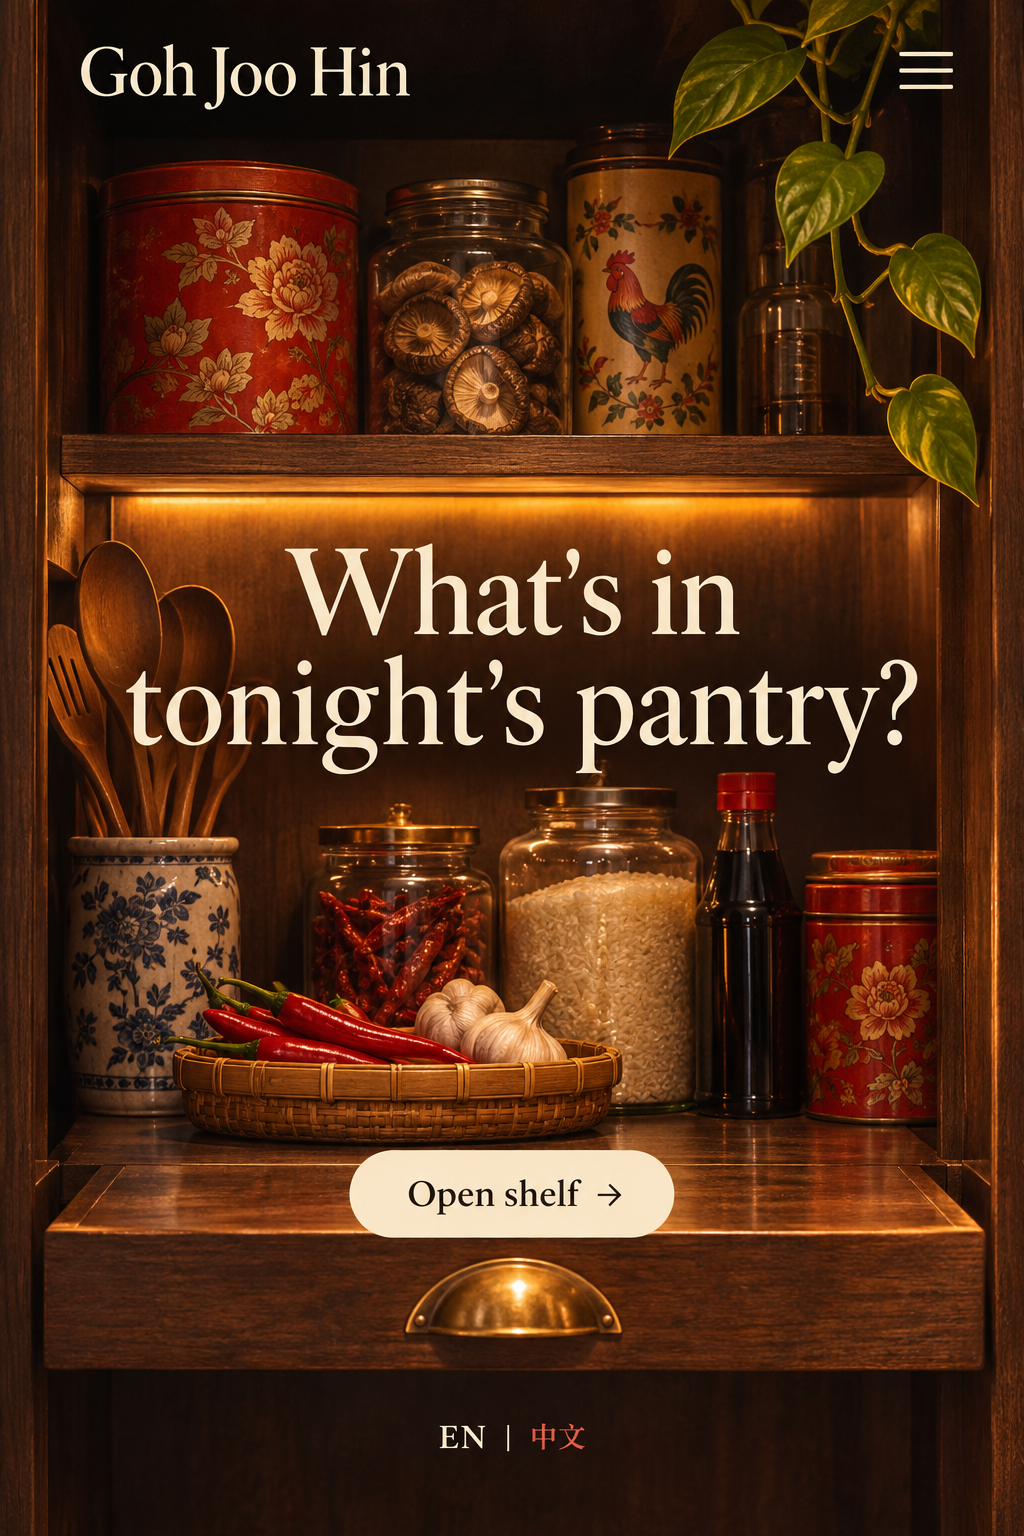 Goh Joo Hin
What's in
tonight's pantry?
Open shelf →
EN | 中文